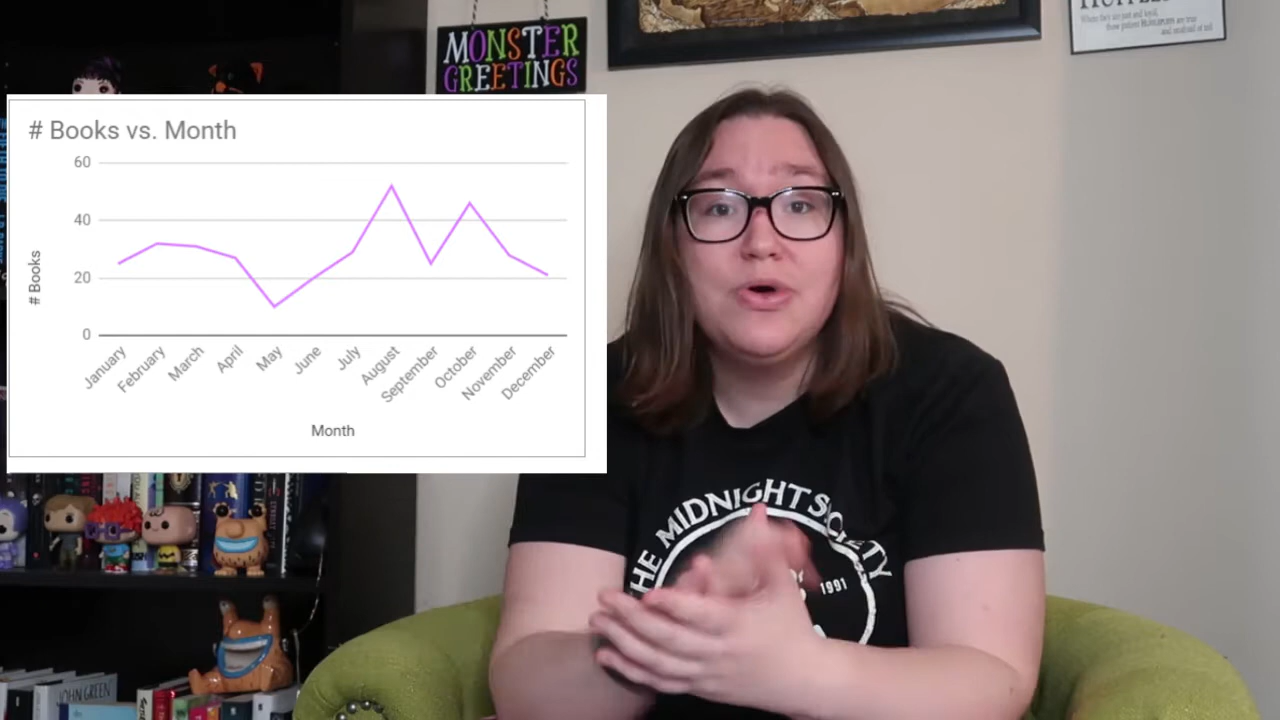 MONSTER
GREETINGS
# Books vs. Month
60
40
20
0
# Books
January
February
March
April
May
June
July
August
September
October
November
December
Month
THE MIDNIGHT SOCIETY
1991
JOHN GREEN